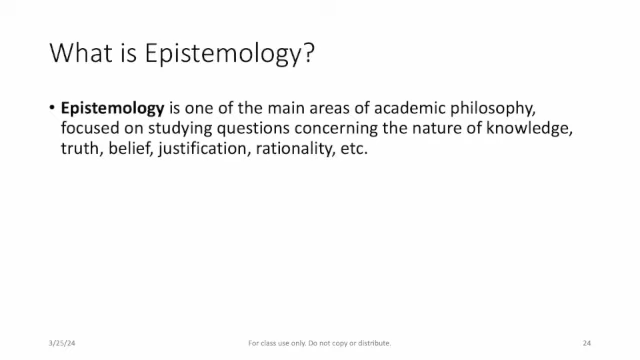 What is Epistemology?
• Epistemology is one of the main areas of academic philosophy,
focused on studying questions concerning the nature of knowledge,
truth, belief, justification, rationality, etc.
3/25/24
For class use only. Do not copy or distribute.
24